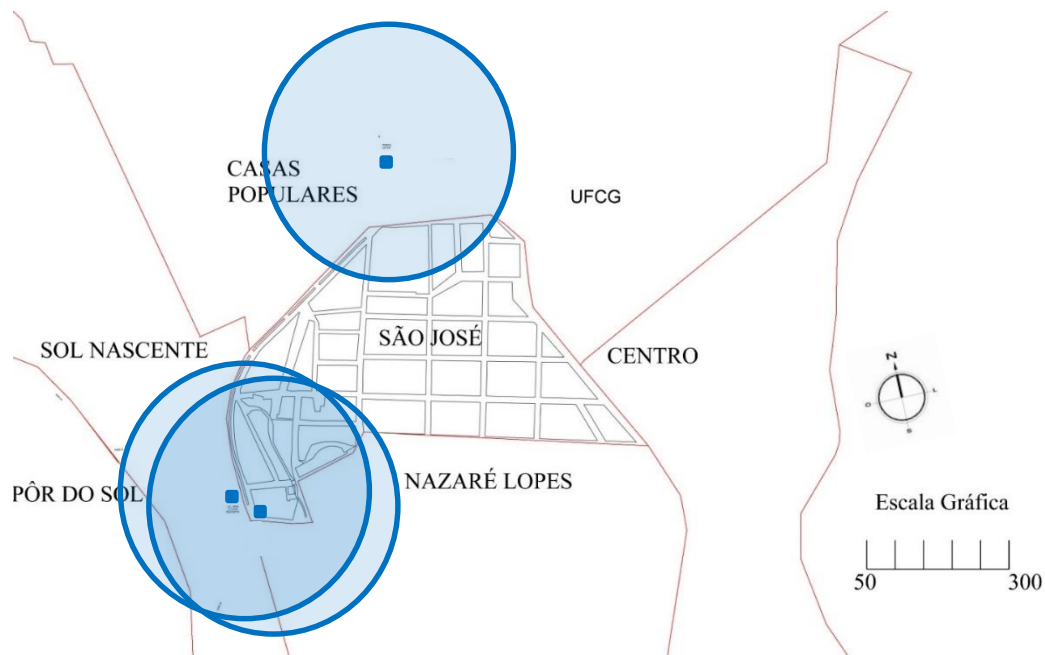 CASAS
POPULARES
UFCG
SÃO JOSÉ
SOL NASCENTE
CENTRO
N
L
O
S
PÔR DO SOL
NAZARÉ LOPES
Escala Gráfica
50 300